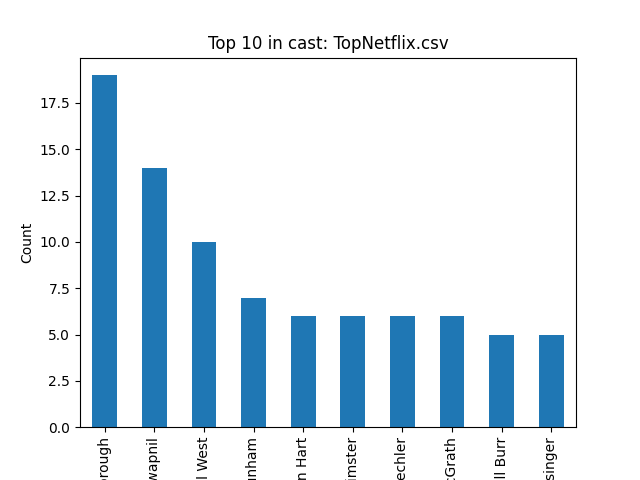 Top 10 in cast: TopNetflix.csv
Count
17.5
15.0
12.5
10.0
7.5
5.0
2.5
0.0
rough
wapnil
l West
nham
n Hart
imster
echler
Grath
ll Burr
singer